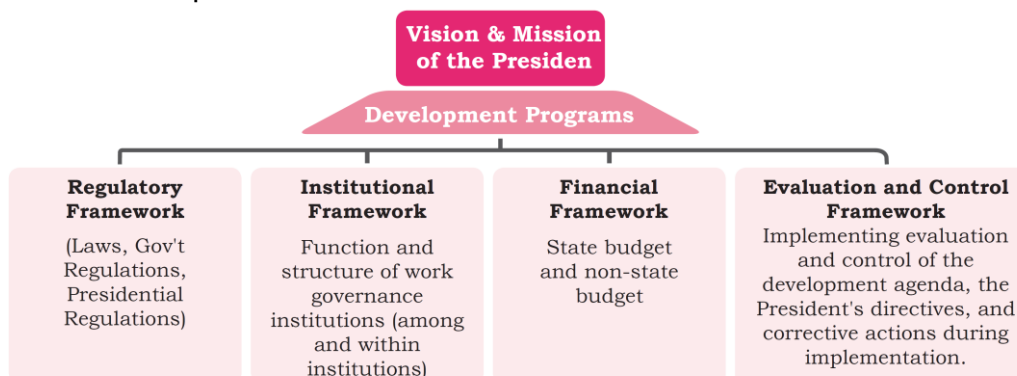 Vision & Mission
of the Presiden
Development Programs
Regulatory
Framework
(Laws, Gov't
Regulations,
Presidential
Regulations)
Institutional
Framework
Function and
structure of work
governance
institutions (among
and within
institutions)
Financial
Framework
State budget
and non-state
budget
Evaluation and Control
Framework
Implementing evaluation
and control of the
development agenda, the
President's directives, and
corrective actions during
implementation.